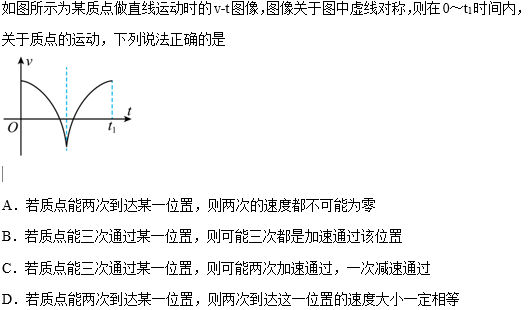 如图所示为某质点做直线运动时的v-t图像，图像关于图中虚线对称，则在0～t₁时间内，
关于质点的运动，下列说法正确的是
v
O
t₁
t
A．若质点能两次到达某一位置，则两次的速度都不可能为零
B．若质点能三次通过某一位置，则可能三次都是加速通过该位置
C．若质点能三次通过某一位置，则可能两次加速通过，一次减速通过
D．若质点能两次到达某一位置，则两次到达这一位置的速度大小一定相等